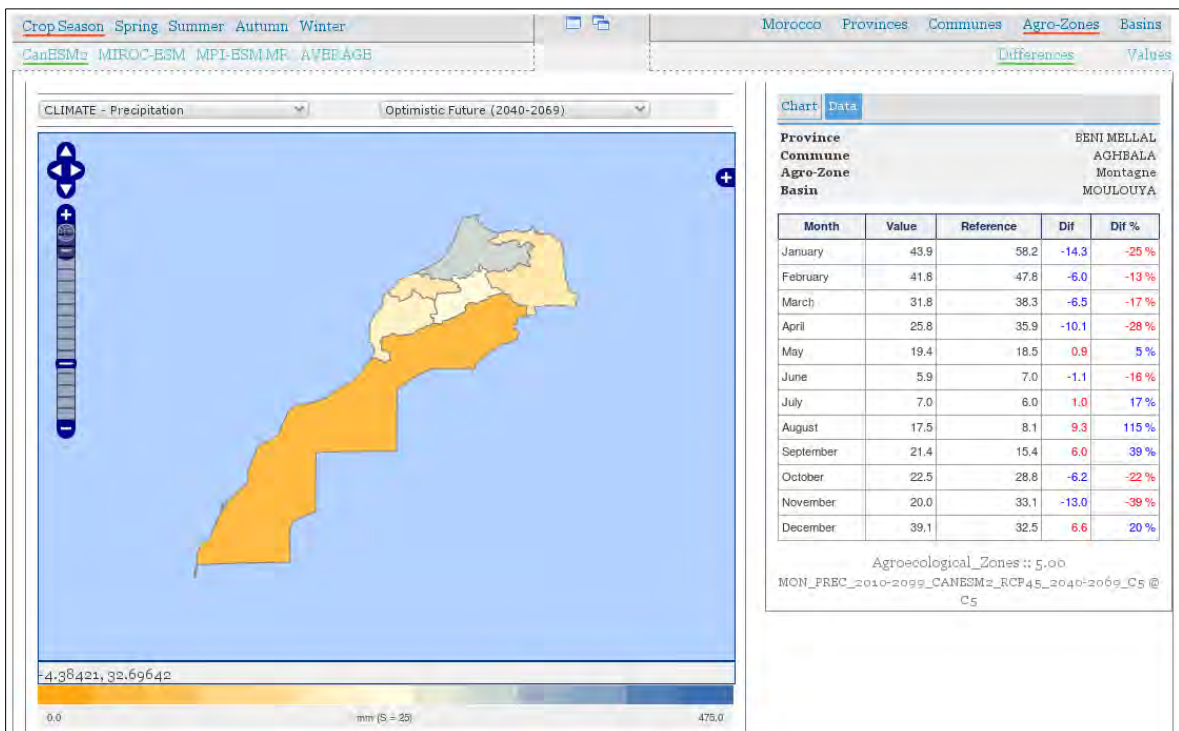 Crop Season Spring Summer Autumn Winter
Morocco Provinces Communes Agro-Zones Basins
CanESM2 MIROC-ESM MPI-ESM MR AVERAGE
Differences Values
CLIMATE - Precipitation
Optimistic Future (2040-2069)
-4.38421, 32.69642
0.0 mm (S = 25) 475.0
Chart Data
Province BENI MELLAL
Commune AGHBALA
Agro-Zone Montagne
Basin MOULOUYA
Month Value Reference Dif Dif %
January 43.9 58.2 -14.3 -25 %
February 41.8 47.8 -6.0 -13 %
March 31.8 38.3 -6.5 -17 %
April 25.8 35.9 -10.1 -28 %
May 19.4 18.5 0.9 5 %
June 5.9 7.0 -1.1 -16 %
July 7.0 6.0 1.0 17 %
August 17.5 8.1 9.3 115 %
September 21.4 15.4 6.0 39 %
October 22.5 28.8 -6.2 -22 %
November 20.0 33.1 -13.0 -39 %
December 39.1 32.5 6.6 20 %
Agroecological_Zones :: 5.00
MON_PREC_2010-2099_CANESM2_RCP45_2040-2069_C5 @
C5